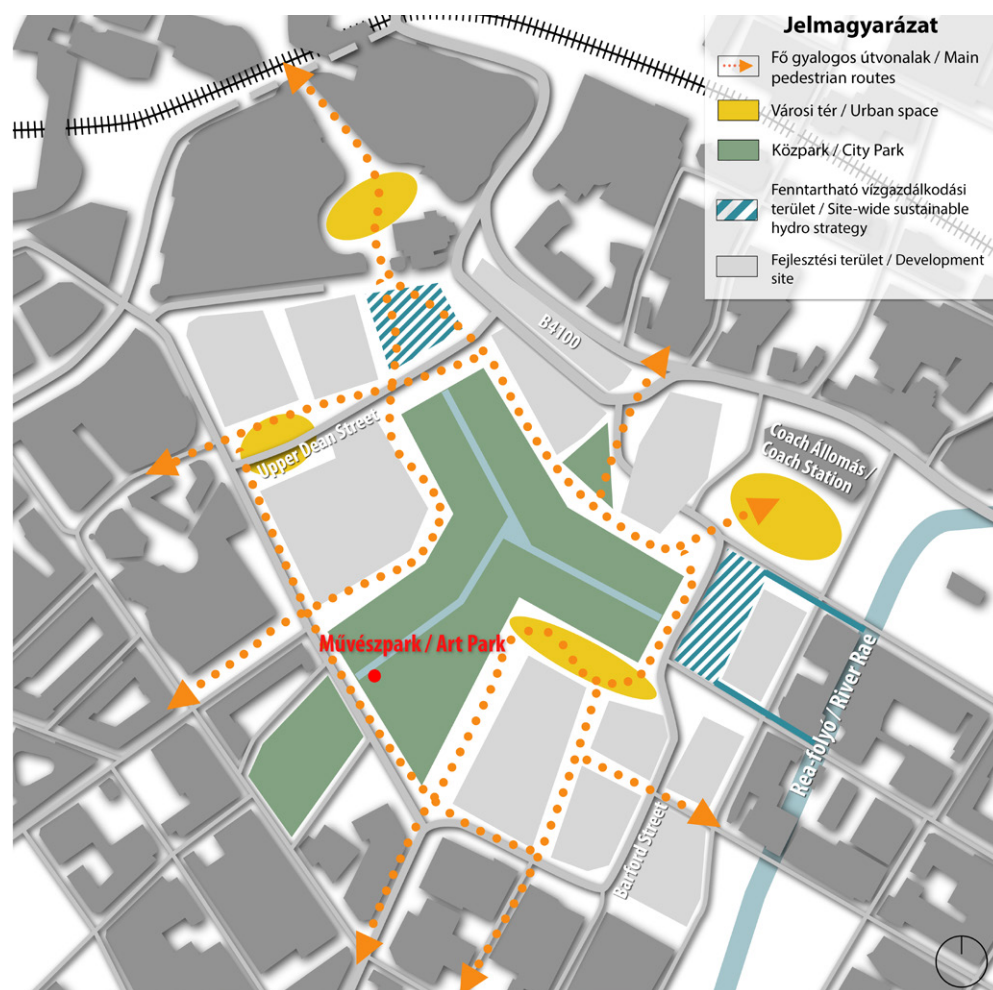 Jelmagyarázat
Fő gyalogos útvonalak / Main
pedestrian routes
Városi tér / Urban space
Közpark / City Park
Fenntartható vízgazdálkodási
terület / Site-wide sustainable
hydro strategy
Fejlesztési terület / Development
site
B4100
Upper Dean Street
Coach Állomás /
Coach Station
Művészpark / Art Park
Rea-folyó / River Rae
Barford Street